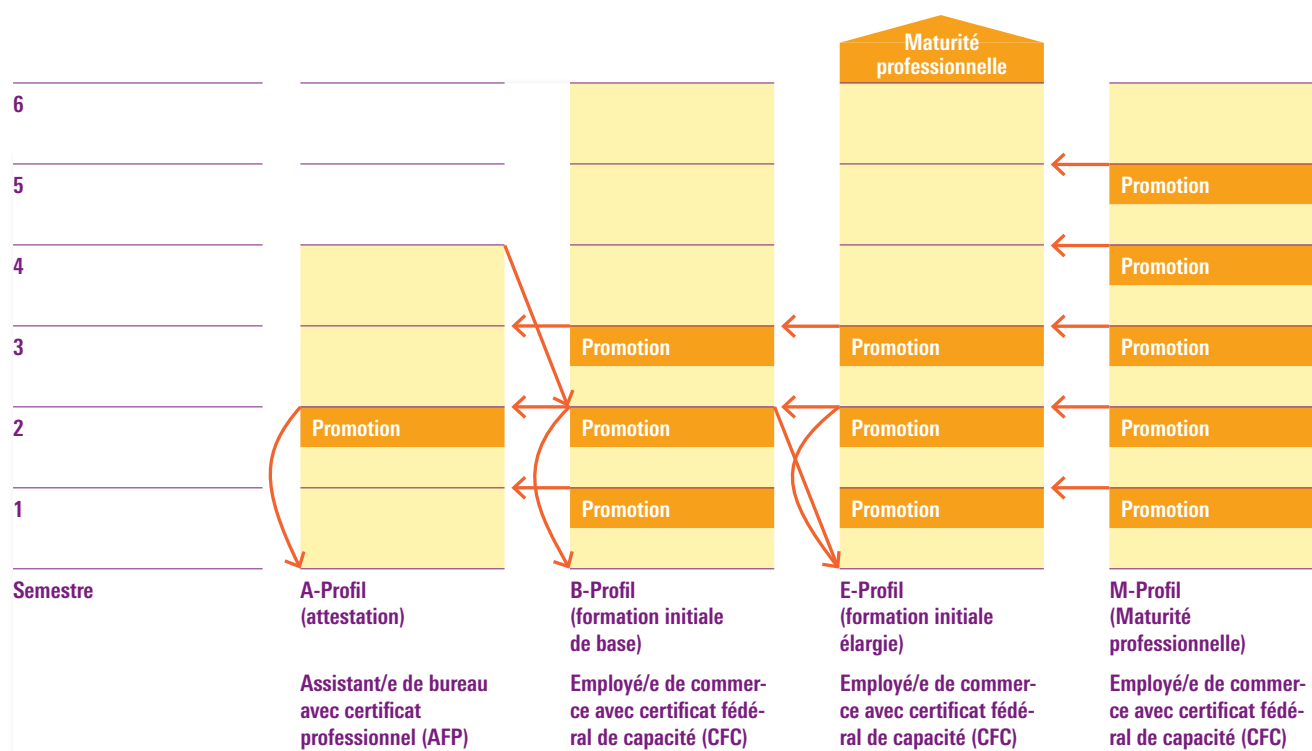 Maturité
professionnelle
6
5
Promotion
4
Promotion
3
Promotion
Promotion
Promotion
2
Promotion
Promotion
Promotion
Promotion
1
Promotion
Promotion
Promotion
Semestre
A-Profil
(attestation)
Assistant/e de bureau
avec certificat
professionnel (AFP)
B-Profil
(formation initiale
de base)
Employé/e de commer-
ce avec certificat fédé-
ral de capacité (CFC)
E-Profil
(formation initiale
élargie)
Employé/e de commer-
ce avec certificat fédé-
ral de capacité (CFC)
M-Profil
(Maturité
professionnelle)
Employé/e de commer-
ce avec certificat fédé-
ral de capacité (CFC)